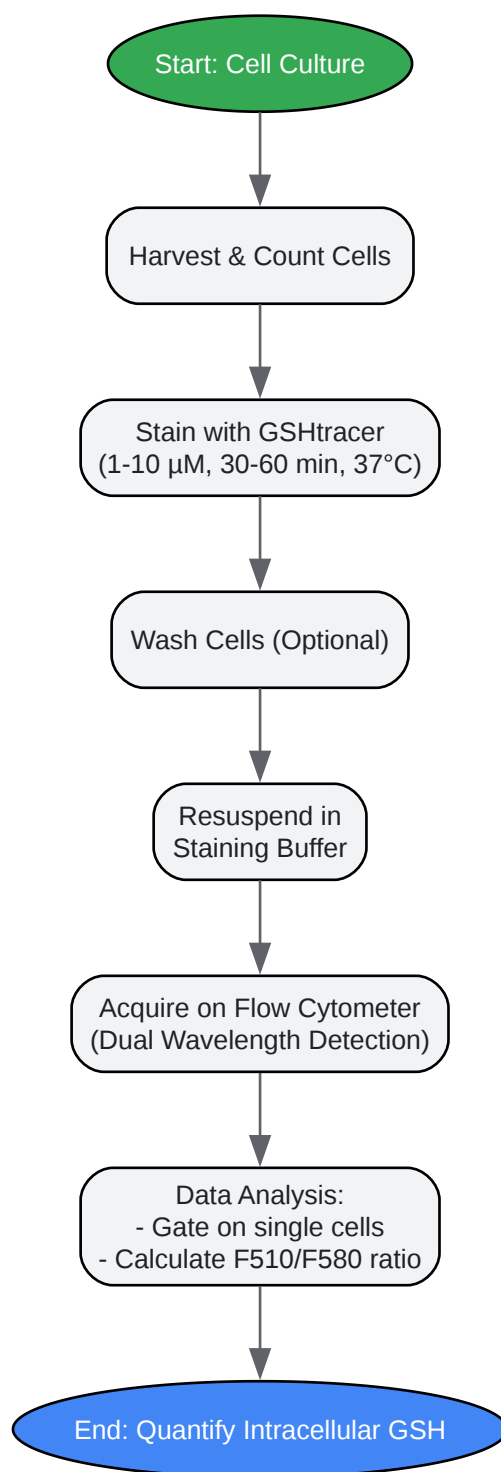 Start: Cell Culture
Harvest & Count Cells
Stain with GSHtracer
(1-10 µM, 30-60 min, 37°C)
Wash Cells (Optional)
Resuspend in
Staining Buffer
Acquire on Flow Cytometer
(Dual Wavelength Detection)
Data Analysis:
- Gate on single cells
- Calculate F510/F580 ratio
End: Quantify Intracellular GSH